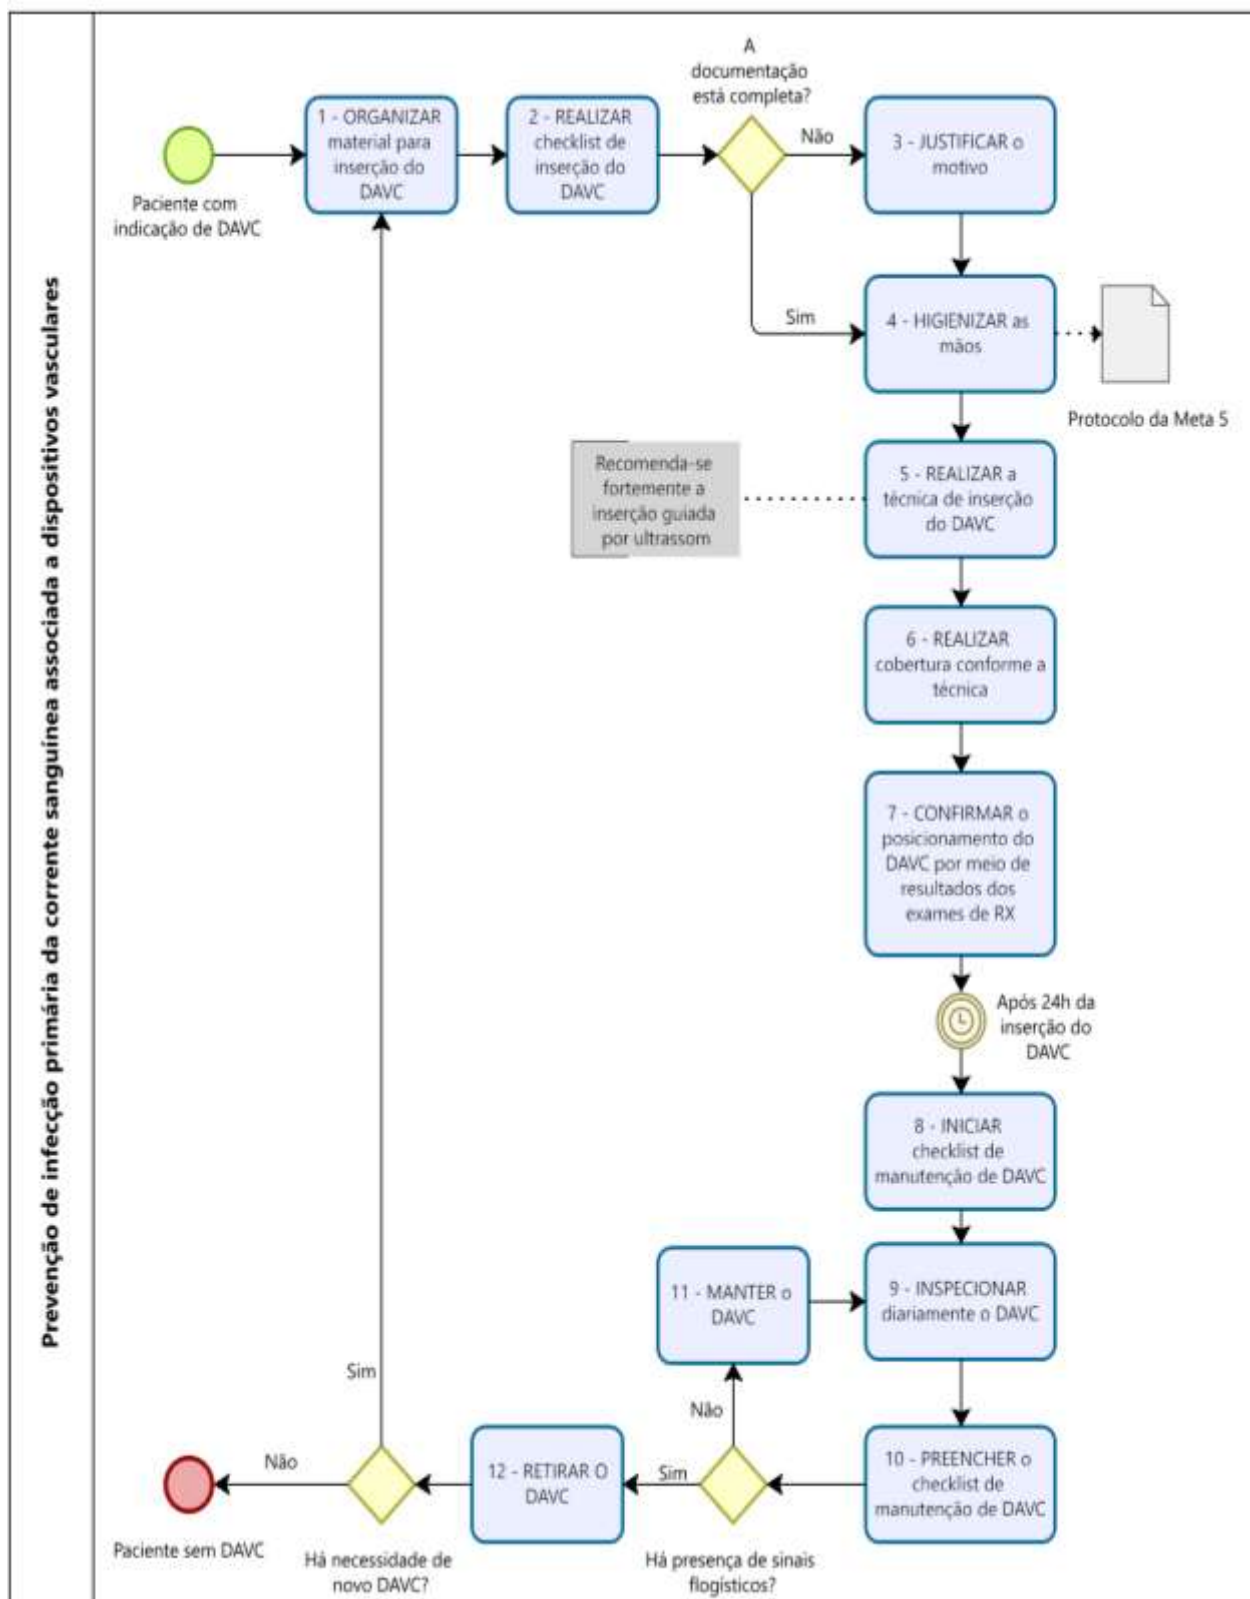 Prevenção de infecção primária da corrente sanguínea associada a dispositivos vasculares
Paciente com
indicação de DAVC
1 - ORGANIZAR
material para
inserção do
DAVC
2 - REALIZAR
checklist de
inserção do
DAVC
A
documentação
está completa?
Não
Sim
3 - JUSTIFICAR o
motivo
4 - HIGIENIZAR as
mãos
Protocolo da Meta 5
Recomenda-se
fortemente a
inserção guiada
por ultrassom
5 - REALIZAR a
técnica de inserção
do DAVC
6 - REALIZAR
cobertura conforme a
técnica
7 - CONFIRMAR o
posicionamento do
DAVC por meio de
resultados dos
exames de RX
Após 24h da
inserção do
DAVC
8 - INICIAR
checklist de
manutenção de DAVC
9 - INSPECIONAR
diariamente o DAVC
10 - PREENCHER o
checklist de
manutenção de DAVC
Há presença de sinais
flogísticos?
Não
11 - MANTER o
DAVC
Sim
12 - RETIRAR O
DAVC
Há necessidade de
novo DAVC?
Sim
Não
Paciente sem DAVC